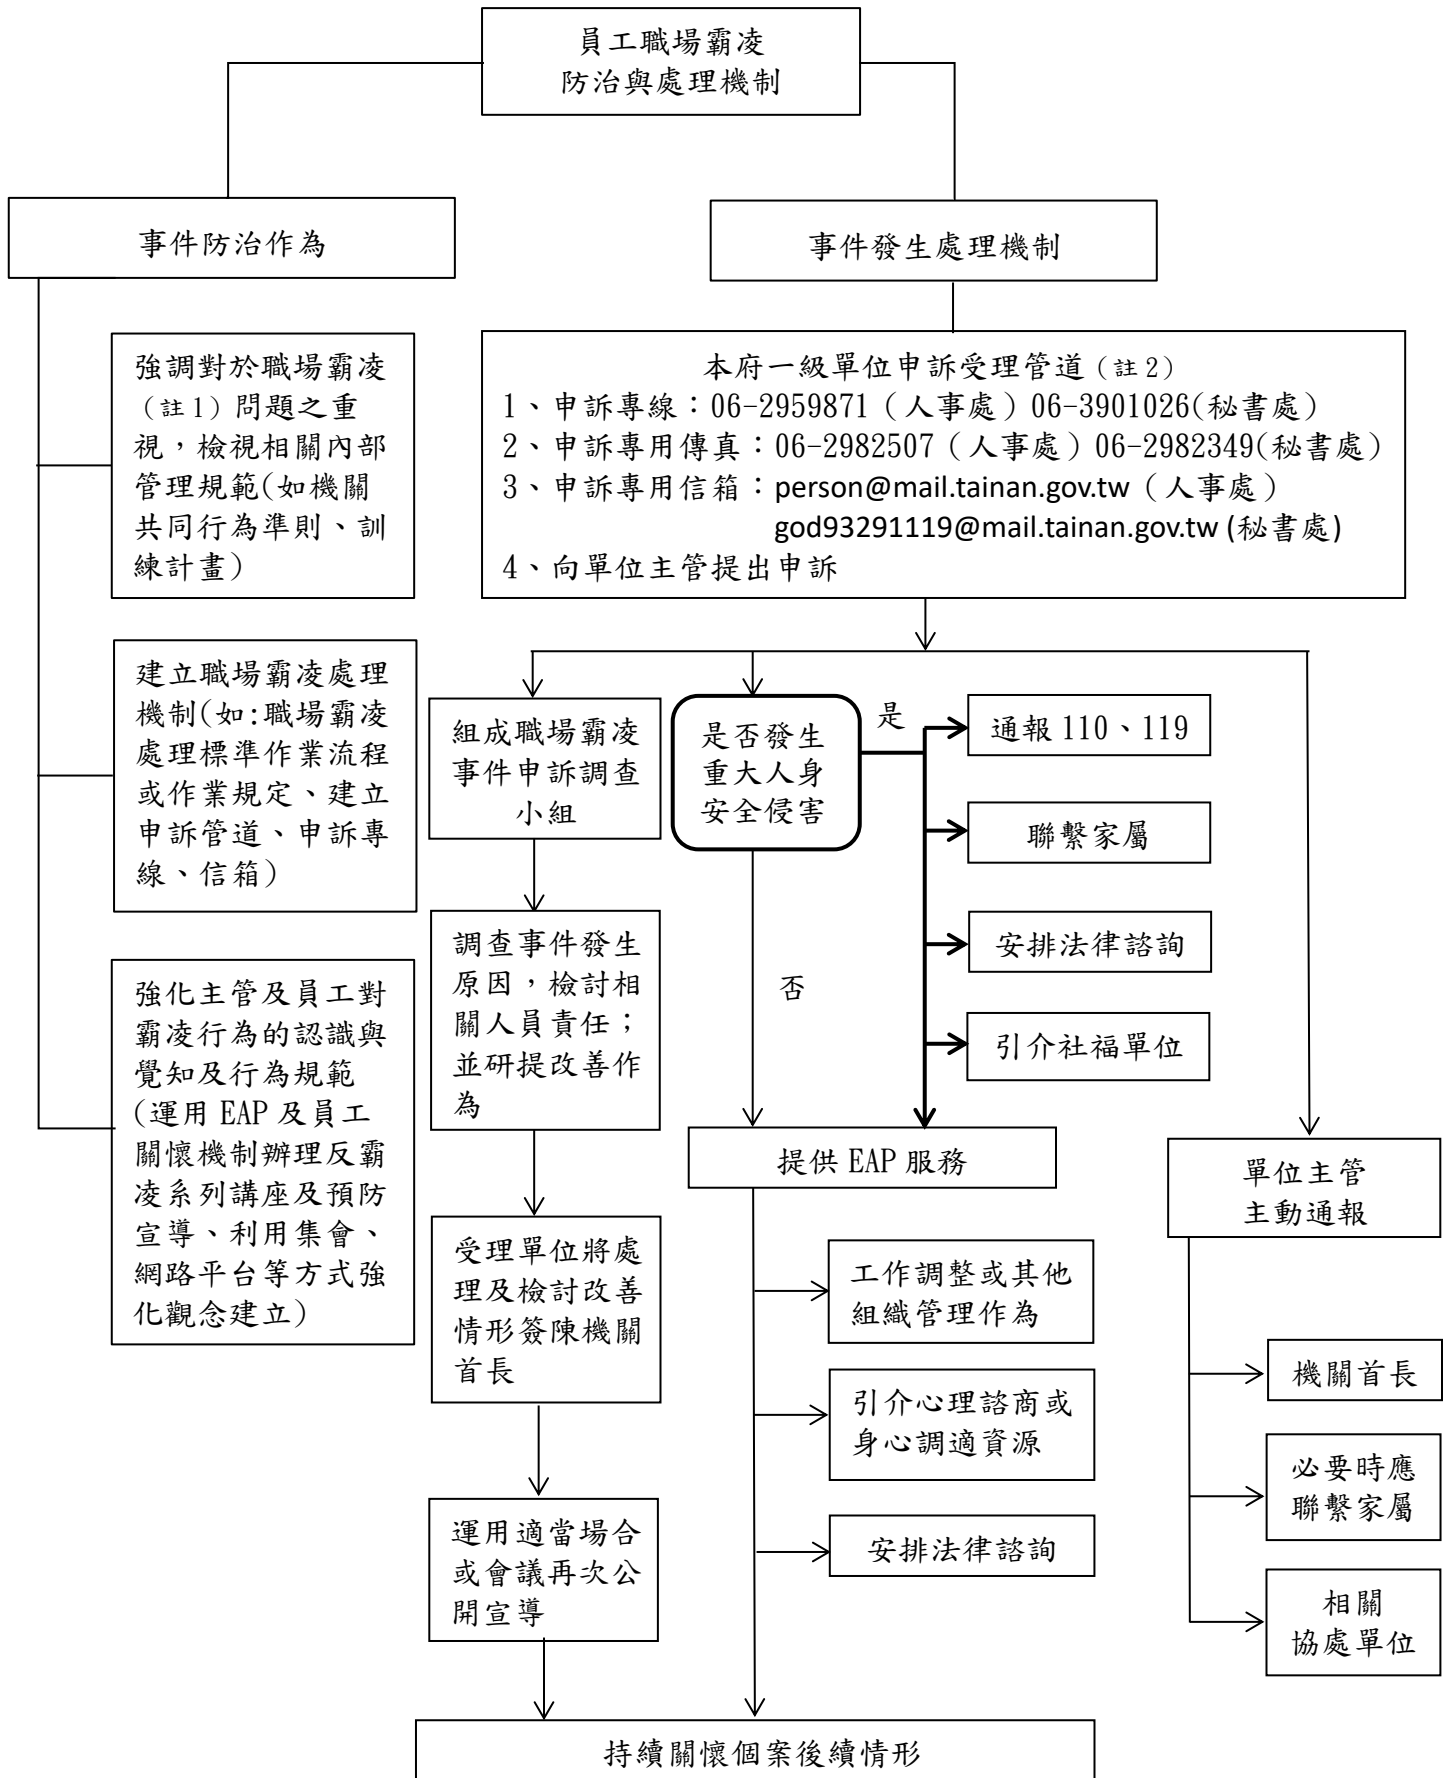 員工職場霸凌
防治與處理機制
事件防治作為
事件發生處理機制
強調對於職場霸凌
（註1）問題之重
視，檢視相關內部
管理規範(如機關
共同行為準則、訓
練計畫)
建立職場霸凌處理
機制(如:職場霸凌
處理標準作業流程
或作業規定、建立
申訴管道、申訴專
線、信箱)
強化主管及員工對
霸凌行為的認識與
覺知及行為規範
(運用 EAP 及員工
關懷機制辦理反霸
凌系列講座及預防
宣導、利用集會、
網路平台等方式強
化觀念建立)
本府一級單位申訴受理管道（註2）
1、申訴專線：06-2959871（人事處）06-3901026(秘書處)
2、申訴專用傳真：06-2982507（人事處）06-2982349(秘書處)
3、申訴專用信箱：person@mail.tainan.gov.tw（人事處）
god93291119@mail.tainan.gov.tw (秘書處)
4、向單位主管提出申訴
組成職場霸凌
事件申訴調查
小組
調查事件發生
原因，檢討相
關人員責任；
並研提改善作
為
受理單位將處
理及檢討改善
情形簽陳機關
首長
運用適當場合
或會議再次公
開宣導
是否發生
重大人身
安全侵害
是
否
通報 110、119
聯繫家屬
安排法律諮詢
引介社福單位
提供 EAP 服務
工作調整或其他
組織管理作為
引介心理諮商或
身心調適資源
安排法律諮詢
單位主管
主動通報
機關首長
必要時應
聯繫家屬
相關
協處單位
持續關懷個案後續情形